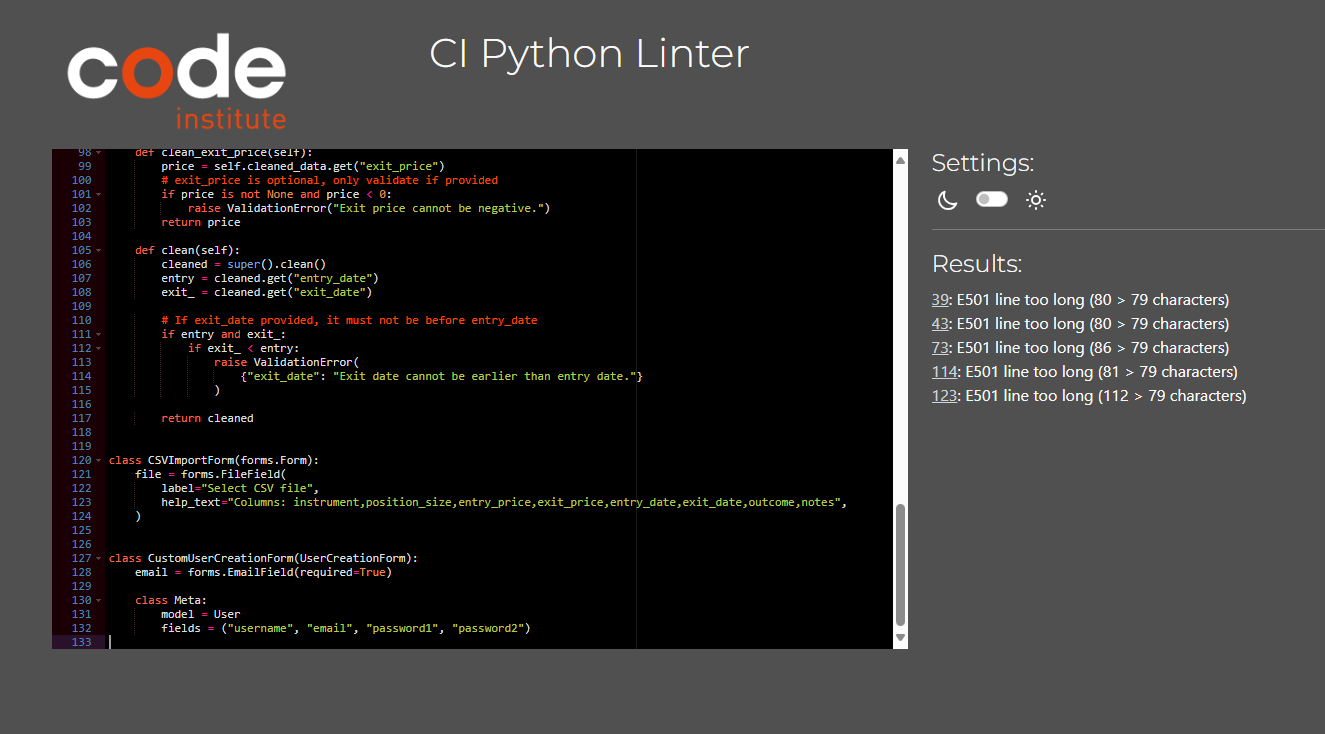 code
institute
CI Python Linter
98 def clean_exit_price(self):
99 price = self.cleaned_data.get("exit_price")
100 # exit_price is optional, only validate if provided
101 if price is not None and price < 0:
102 raise ValidationError("Exit price cannot be negative.")
103 return price
104
105 def clean(self):
106 cleaned = super().clean()
107 entry = cleaned.get("entry_date")
108 exit_ = cleaned.get("exit_date")
109
110 # If exit_date provided, it must not be before entry_date
111 if entry and exit_:
112 if exit_ < entry:
113 raise ValidationError(
114 {"exit_date": "Exit date cannot be earlier than entry date."}
115 )
116
117 return cleaned
118
119
120 class CSVImportForm(forms.Form):
121 file = forms.FileField(
122 label="Select CSV file",
123 help_text="Columns: instrument,position_size,entry_price,exit_price,entry_date,exit_date,outcome,notes",
124 )
125
126
127 class CustomUserCreationForm(UserCreationForm):
128 email = forms.EmailField(required=True)
129
130 class Meta:
131 model = User
132 fields = ("username", "email", "password1", "password2")
133
Settings:
Results:
39: E501 line too long (80 > 79 characters)
43: E501 line too long (80 > 79 characters)
73: E501 line too long (86 > 79 characters)
114: E501 line too long (81 > 79 characters)
123: E501 line too long (112 > 79 characters)